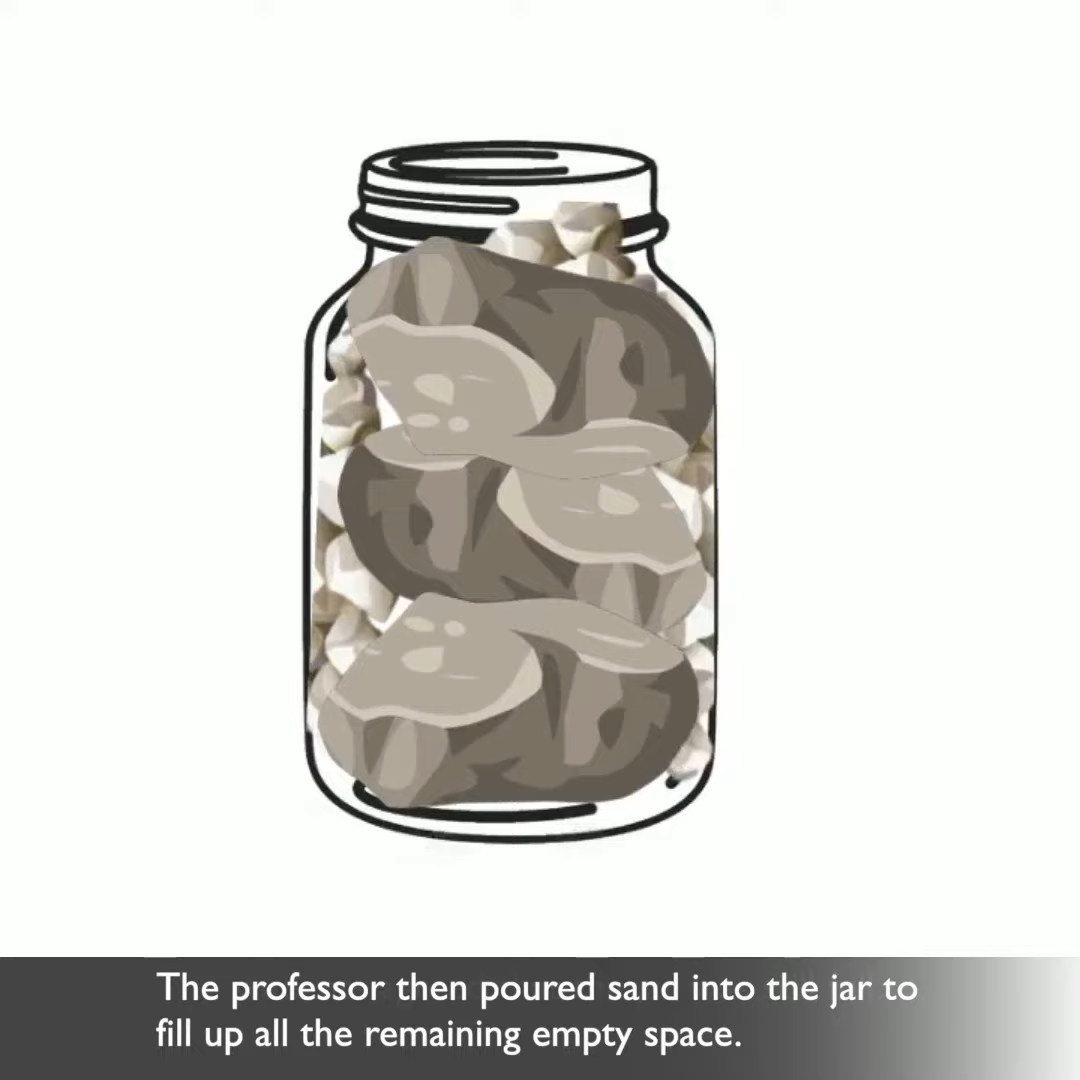 The professor then poured sand into the jar to
fill up all the remaining empty space.